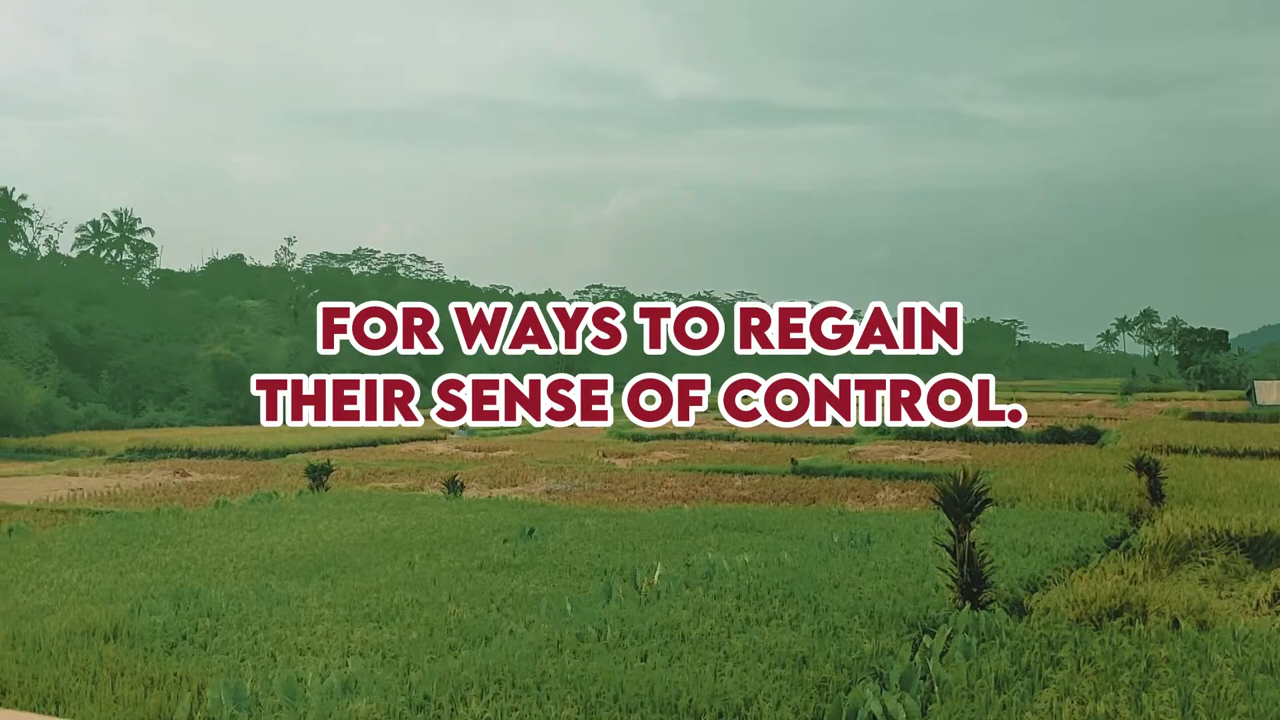 FOR WAYS TO REGAIN
THEIR SENSE OF CONTROL.